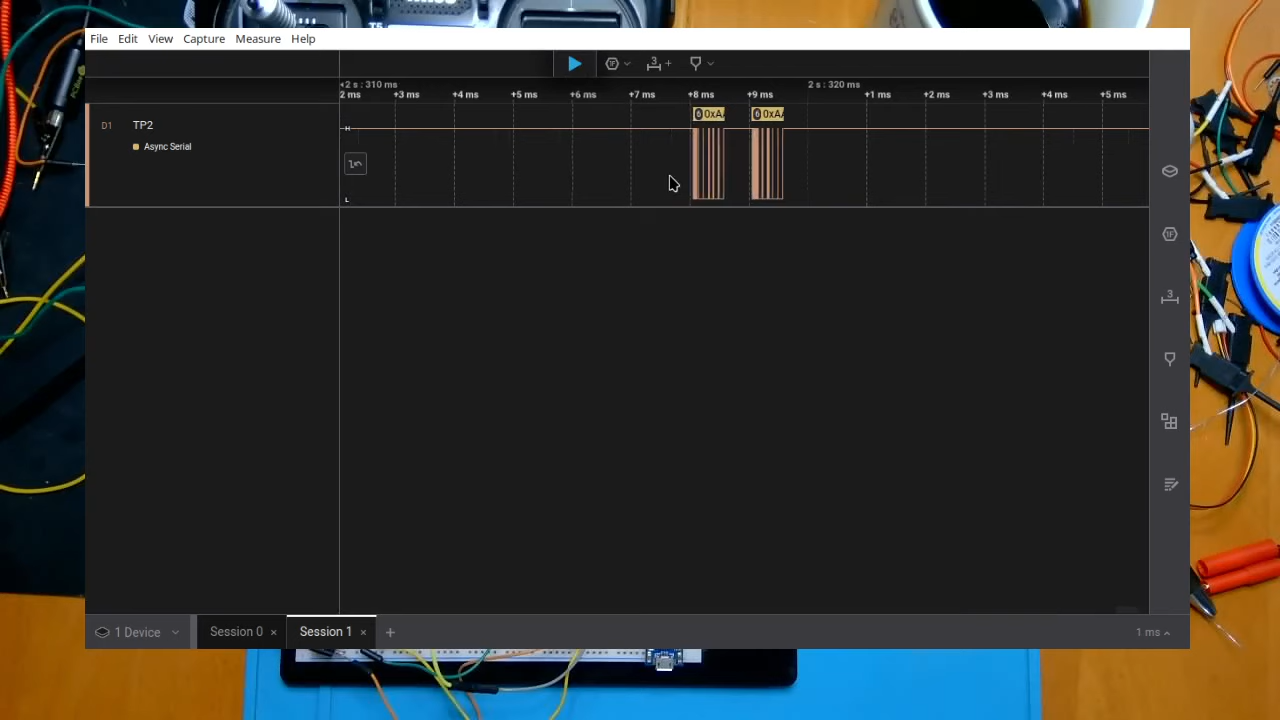 File Edit View Capture Measure Help
+2 s : 310 ms 2 s : 320 ms
2 ms +3 ms +4 ms +5 ms +6 ms +7 ms +8 ms +9 ms +1 ms +2 ms +3 ms +4 ms +5 ms
D1 TP2 H
Async Serial
L
1 Device Session 0 × Session 1 × + 1 ms